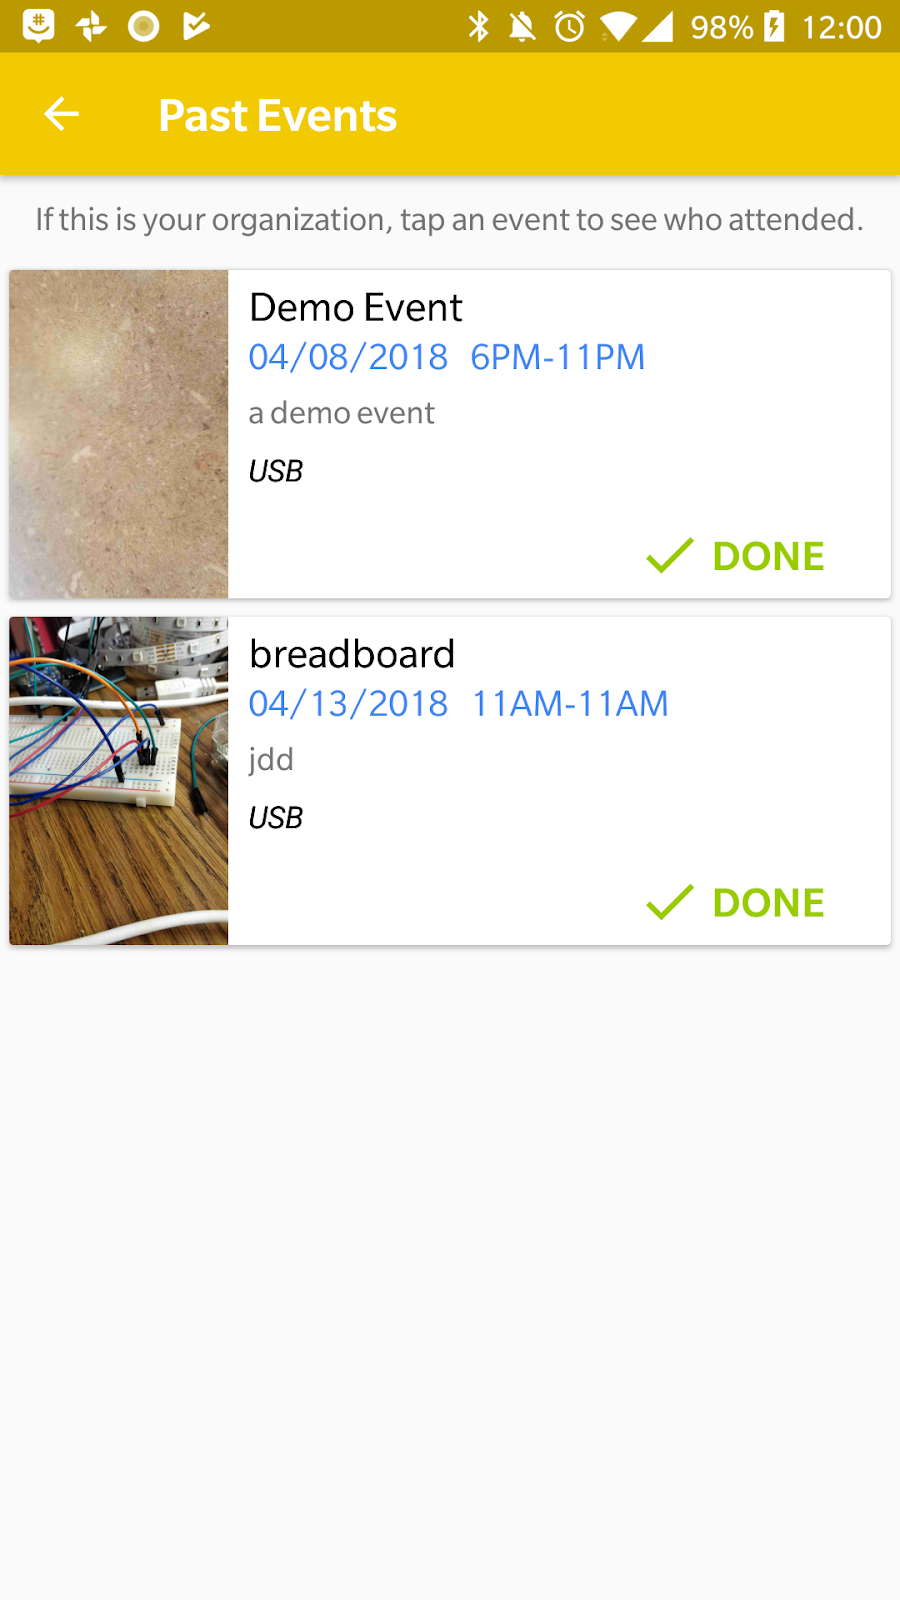 98% 12:00
Past Events
If this is your organization, tap an event to see who attended.
Demo Event
04/08/2018 6PM-11PM
a demo event
USB
DONE
breadboard
04/13/2018 11AM-11AM
jdd
USB
DONE